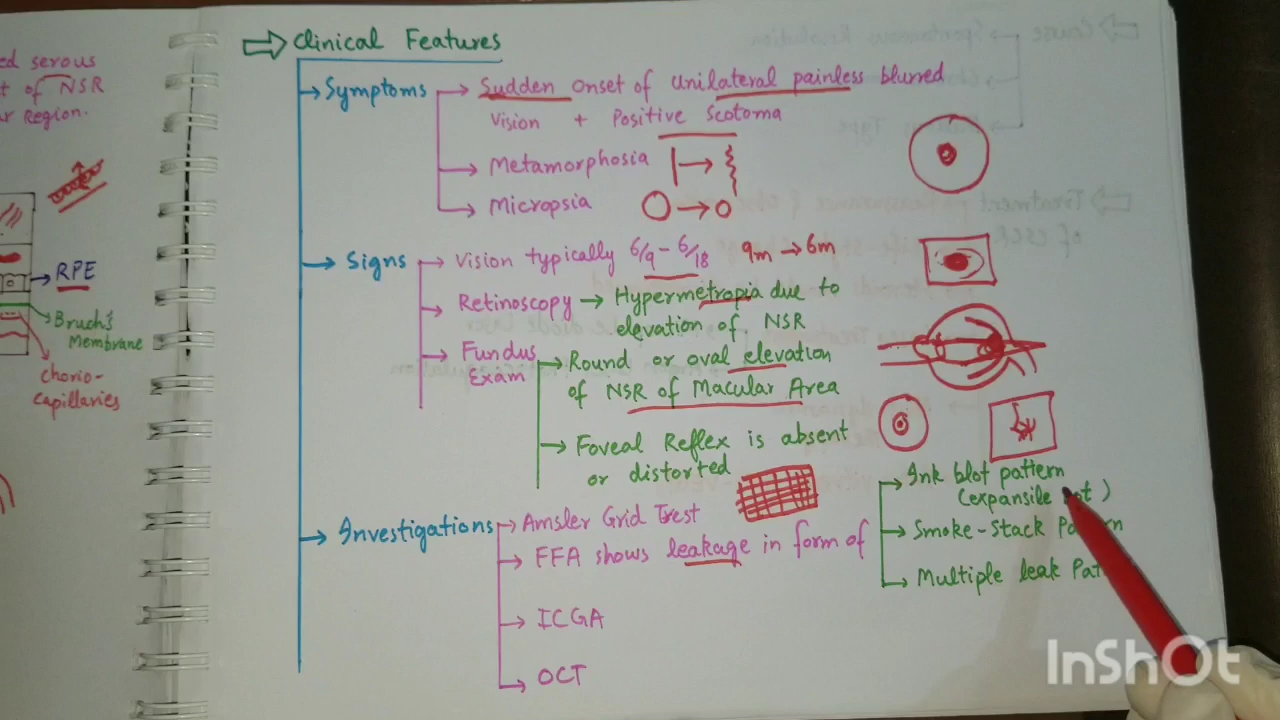 ed serous
t of NSR
r Region.
RPE
Bruch's
Membrane
Chorio-
Capillaries
Clinical Features
Symptoms
Sudden onset of Unilateral painless blurred
Vision + Positive Scotoma
Metamorphosia
Micropsia
Signs
Vision typically 6/9 - 6/18 9m → 6m
Retinoscopy → Hypermetropia due to
elevation of NSR
Fundus
Exam
Round or oval elevation
of NSR of Macular Area
Foveal Reflex is absent
or distorted
Investigations
Amsler Grid Trest
FFA shows leakage in form of
Ink blot pattern
(expansile )
Smoke-Stack
Multiple leak
ICGA
OCT
InShOt